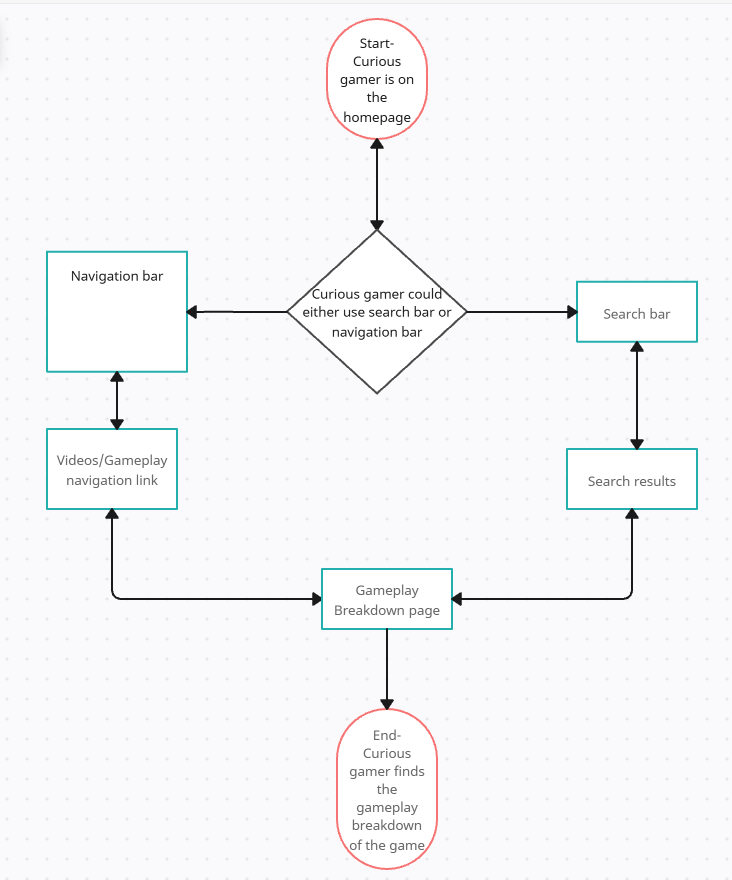 Start-
Curious
gamer is on
the
homepage
Navigation bar
Curious gamer could
either use search bar or
navigation bar
Search bar
Videos/Gameplay
navigation link
Search results
Gameplay
Breakdown page
End-
Curious
gamer finds
the
gameplay
breakdown
of the game